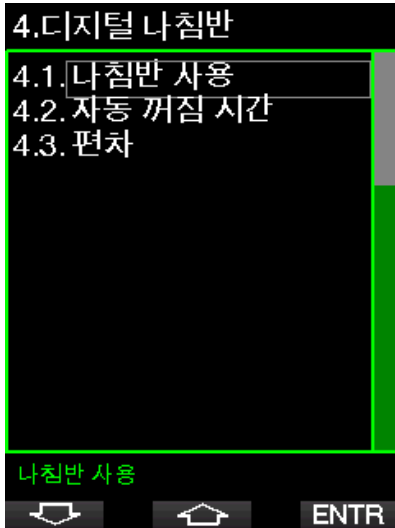 4.디지털 나침반
4.1. 나침반 사용
4.2. 자동 꺼짐 시간
4.3. 편차
나침반 사용
ENTR